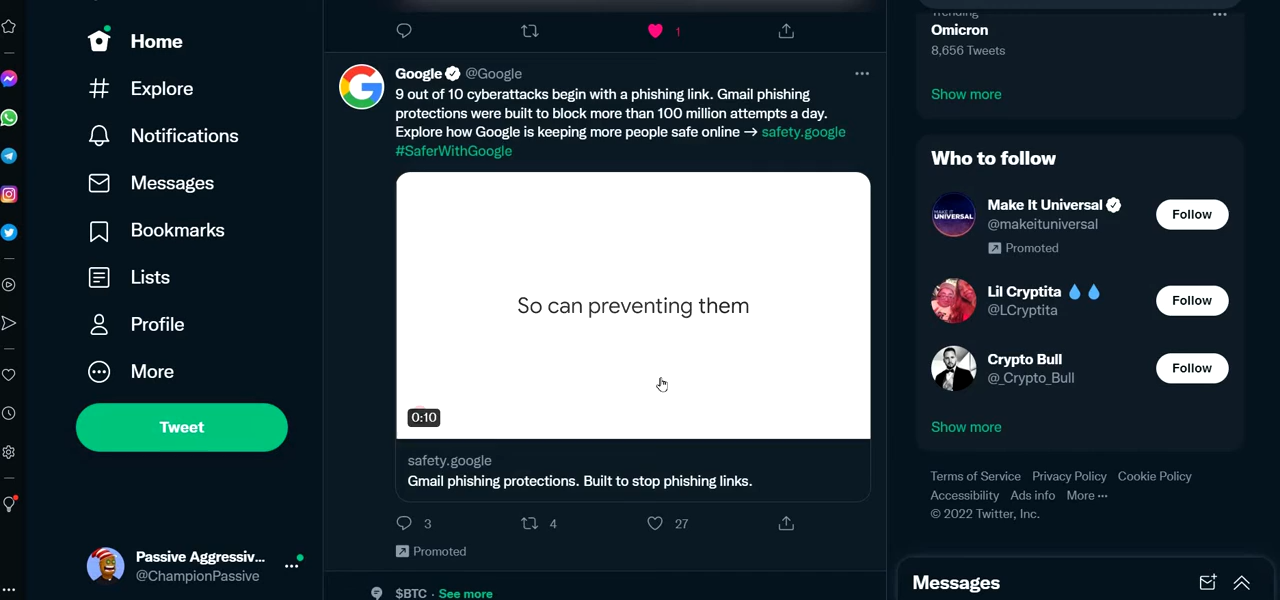 Home
Explore
Notifications
Messages
Bookmarks
Lists
Profile
More
Tweet
Passive Aggressiv...
@ChampionPassive
1
Google @Google
9 out of 10 cyberattacks begin with a phishing link. Gmail phishing
protections were built to block more than 100 million attempts a day.
Explore how Google is keeping more people safe online → safety.google
#SaferWithGoogle
So can preventing them
0:10
safety.google
Gmail phishing protections. Built to stop phishing links.
3 4 27
Promoted
$BTC · See more
Trending
Omicron
8,656 Tweets
Show more
Who to follow
Make It Universal
@makeituniversal
Promoted
Follow
MAKE IT
UNIVERSAL
Lil Cryptita
@LCryptita
Follow
Crypto Bull
@_Crypto_Bull
Follow
Show more
Terms of Service Privacy Policy Cookie Policy
Accessibility Ads info More ···
© 2022 Twitter, Inc.
Messages